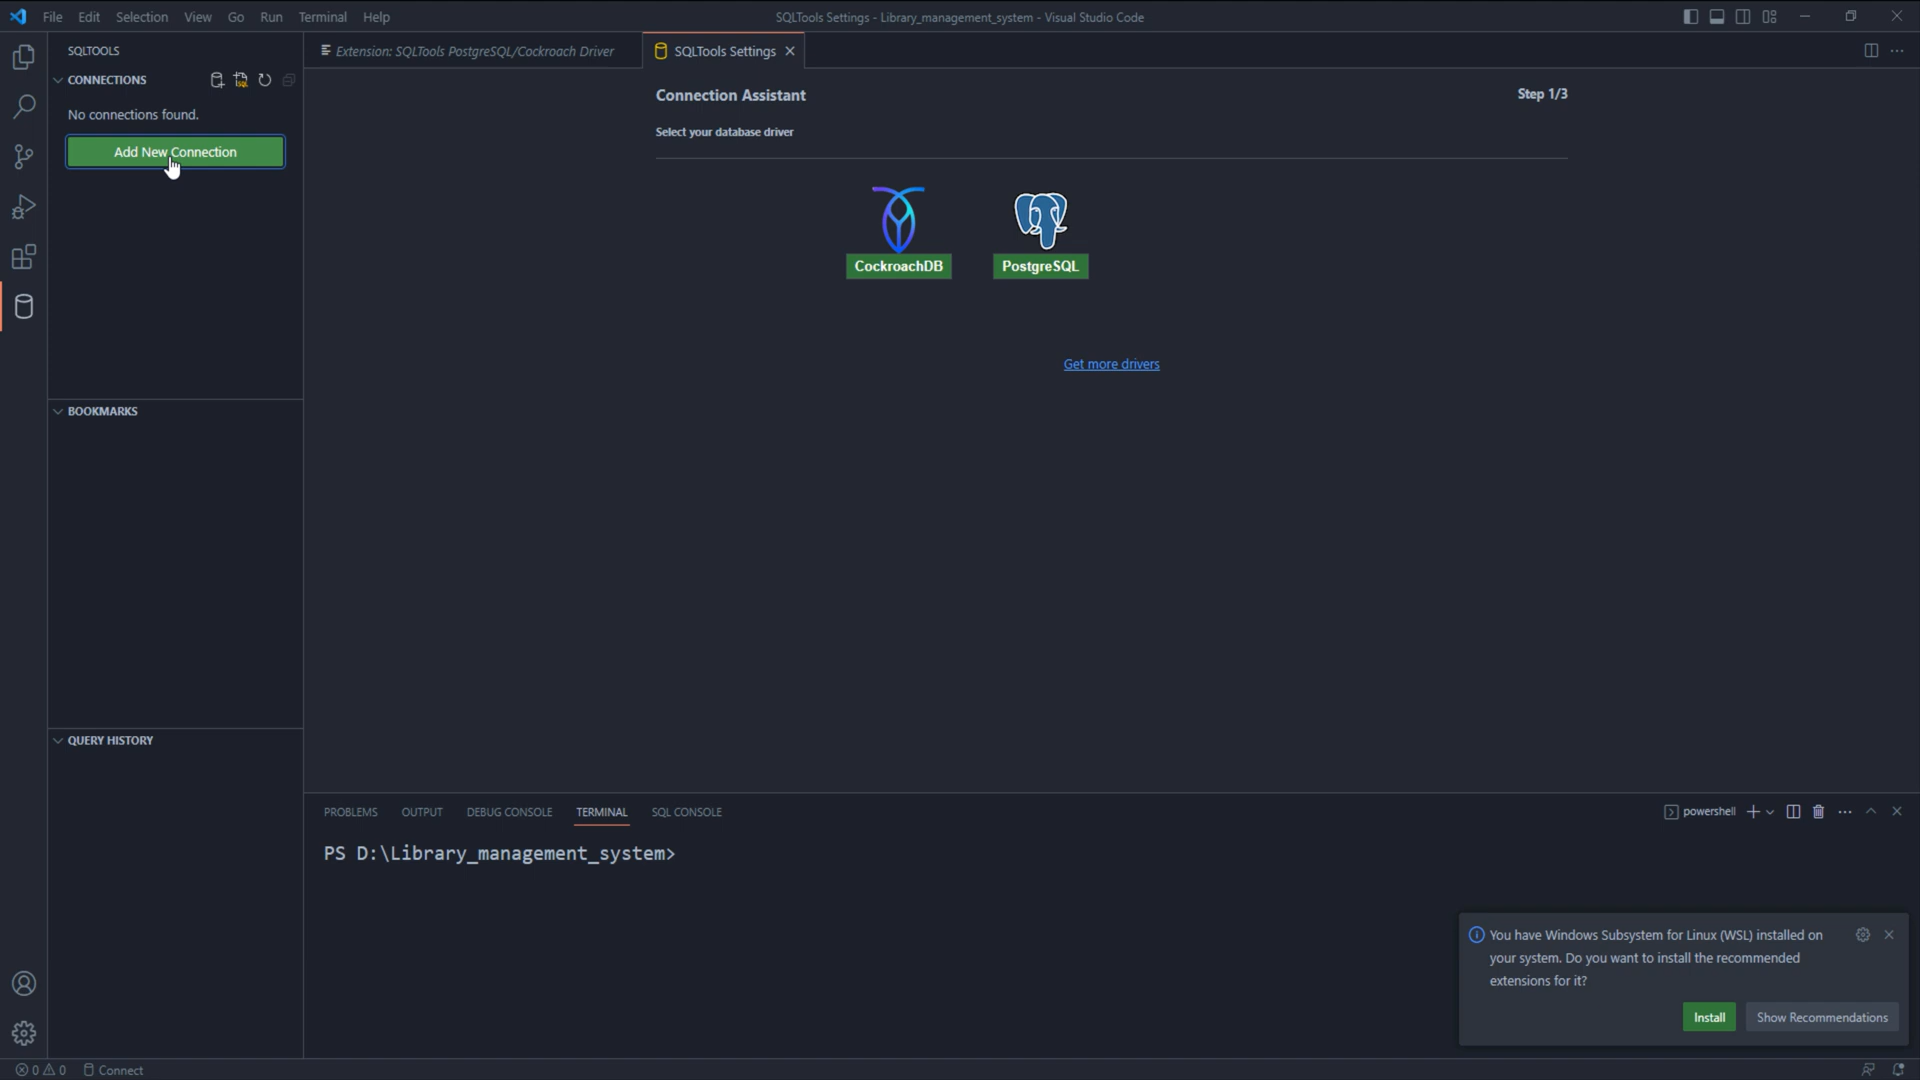 File Edit Selection View Go Run Terminal Help
SQLTools Settings - Library_management_system - Visual Studio Code
SQLTOOLS
CONNECTIONS
No connections found.
Add New Connection
BOOKMARKS
QUERY HISTORY
Extension: SQLTools PostgreSQL/Cockroach Driver
SQLTools Settings
Connection Assistant
Step 1/3
Select your database driver
CockroachDB
PostgreSQL
Get more drivers
PROBLEMS OUTPUT DEBUG CONSOLE TERMINAL SQL CONSOLE
powershell
PS D:\Library_management_system>
You have Windows Subsystem for Linux (WSL) installed on
your system. Do you want to install the recommended
extensions for it?
Install
Show Recommendations
0 0 Connect